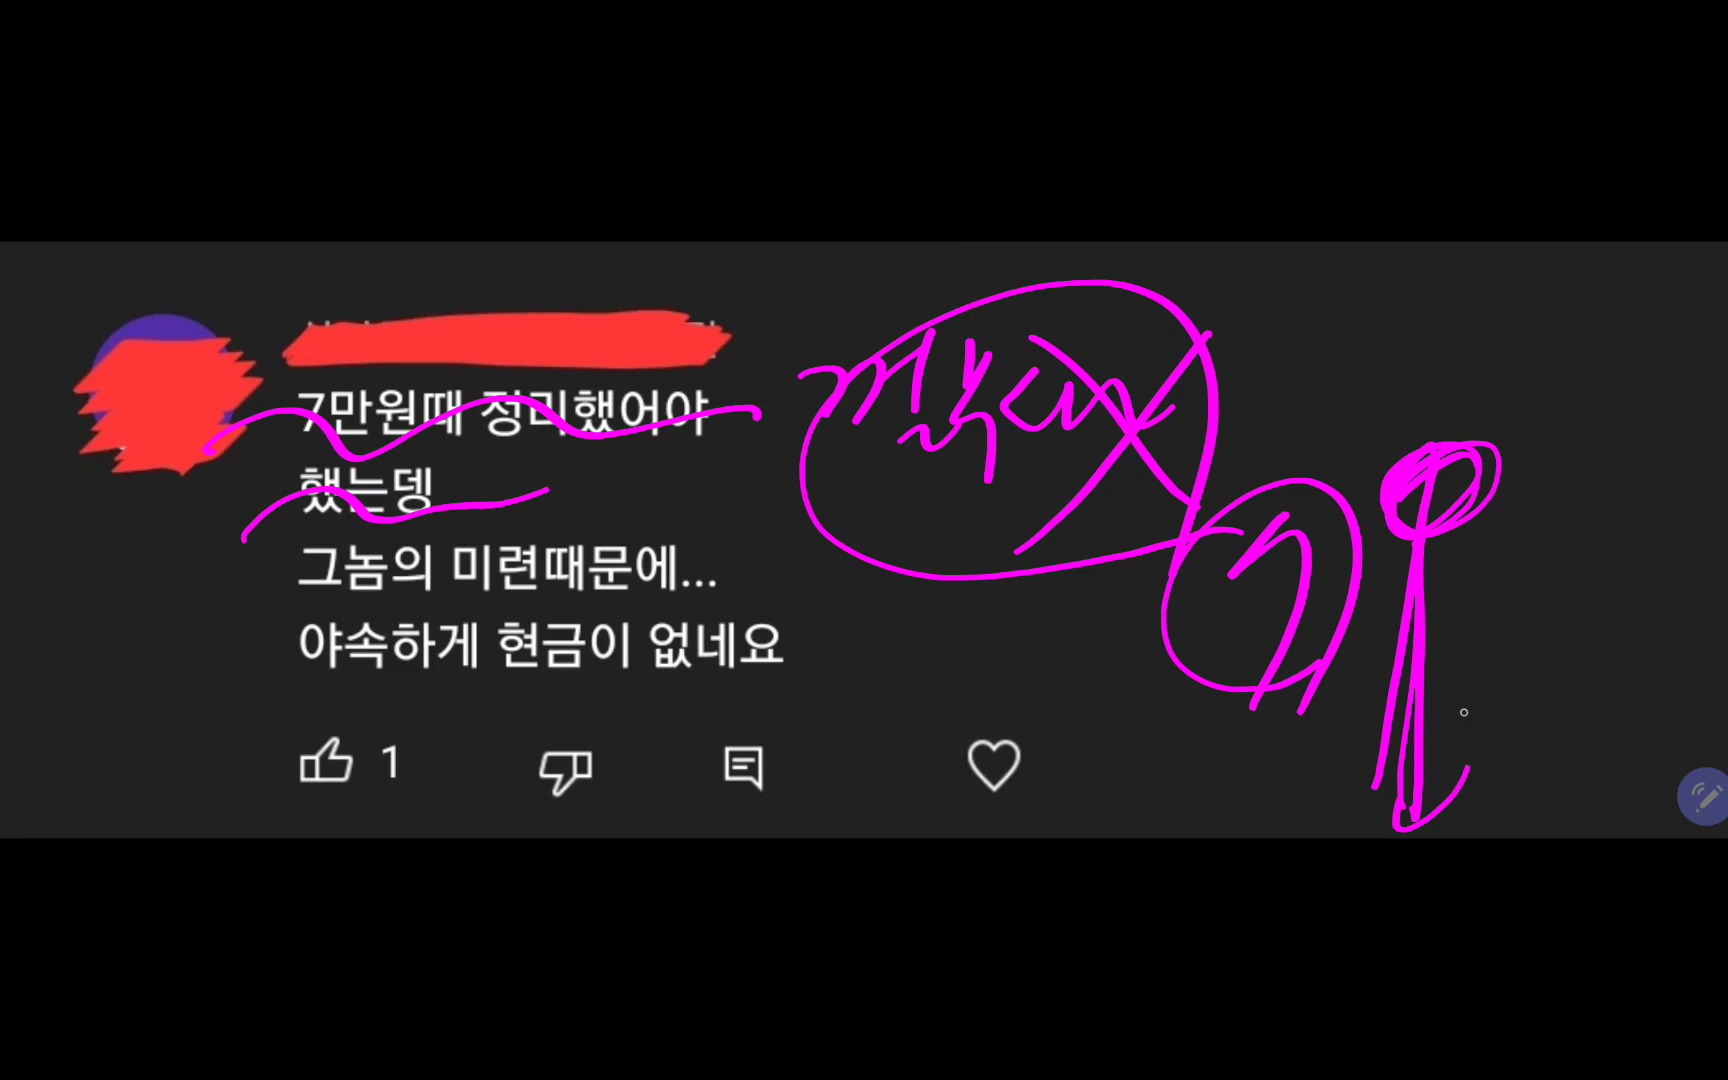 7만원때 정리했어야
했는뎅
그놈의 미련때문에...
야속하게 현금이 없네요
1